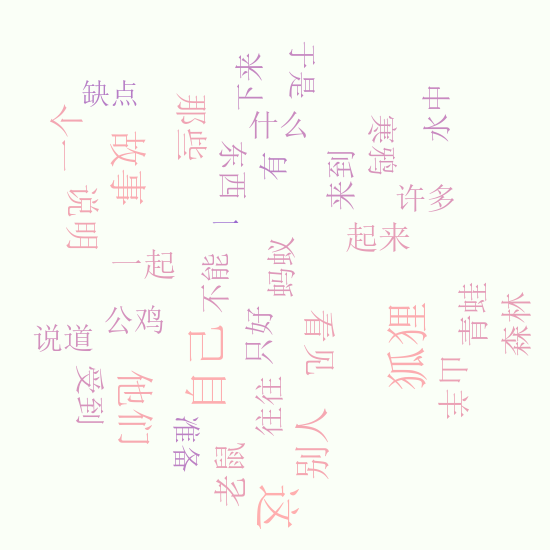 于是
下来
缺点
水中
那些
什么
一个
故事
寒鸦
东西
有
来到
许多
说明
一
起来
一起
不能
蚂蚁
公鸡
只好
看见
狐狸
青蛙
森林
说道
自己
山羊
受到
他们
往往
准备
别人
老鼠
这